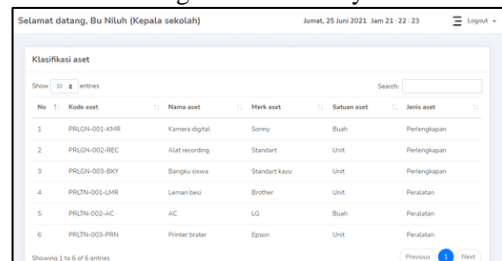 Selamat datang, Bu Niluh (Kepala sekolah) Jumat, 25 Juni 2021 Jam 21 : 22 : 23 Logout
Klasifikasi aset
Show 10 entries Search:
No Kode aset Nama aset Merk aset Satuan aset Jenis aset
1 PRLGN-001-KMR Kamera digital Sonny Buah Perlengkapan
2 PRLGN-002-REC Alat recording Standart Unit Perlengkapan
3 PRLGN-003-BKY Bangku siswa Standart kayu Unit Perlengkapan
4 PRLTN-001-LMR Lemari besi Brother Unit Peralatan
5 PRLTN-002-AC AC LG Buah Peralatan
6 PRLTN-003-PRN Printer brater Epson Unit Peralatan
Showing 1 to 6 of 6 entries Previous 1 Next